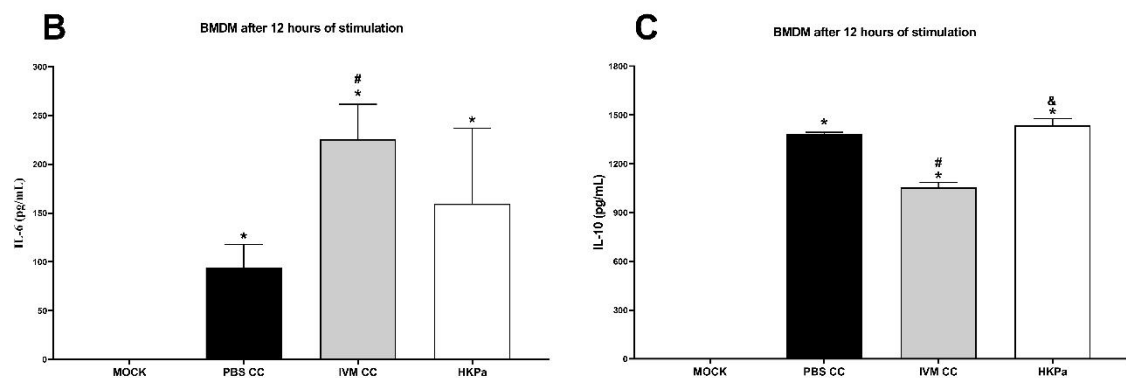 B
BMDM after 12 hours of stimulation
IL-6 (pg/mL)
300
250
200
150
100
50
0
*
#
*
*
MOCK PBS CC IVM CC HKPa
C
BMDM after 12 hours of stimulation
IL-10 (pg/mL)
1800
1500
1200
900
600
300
0
*
#
*
&
*
MOCK PBS CC IVM CC HKPa